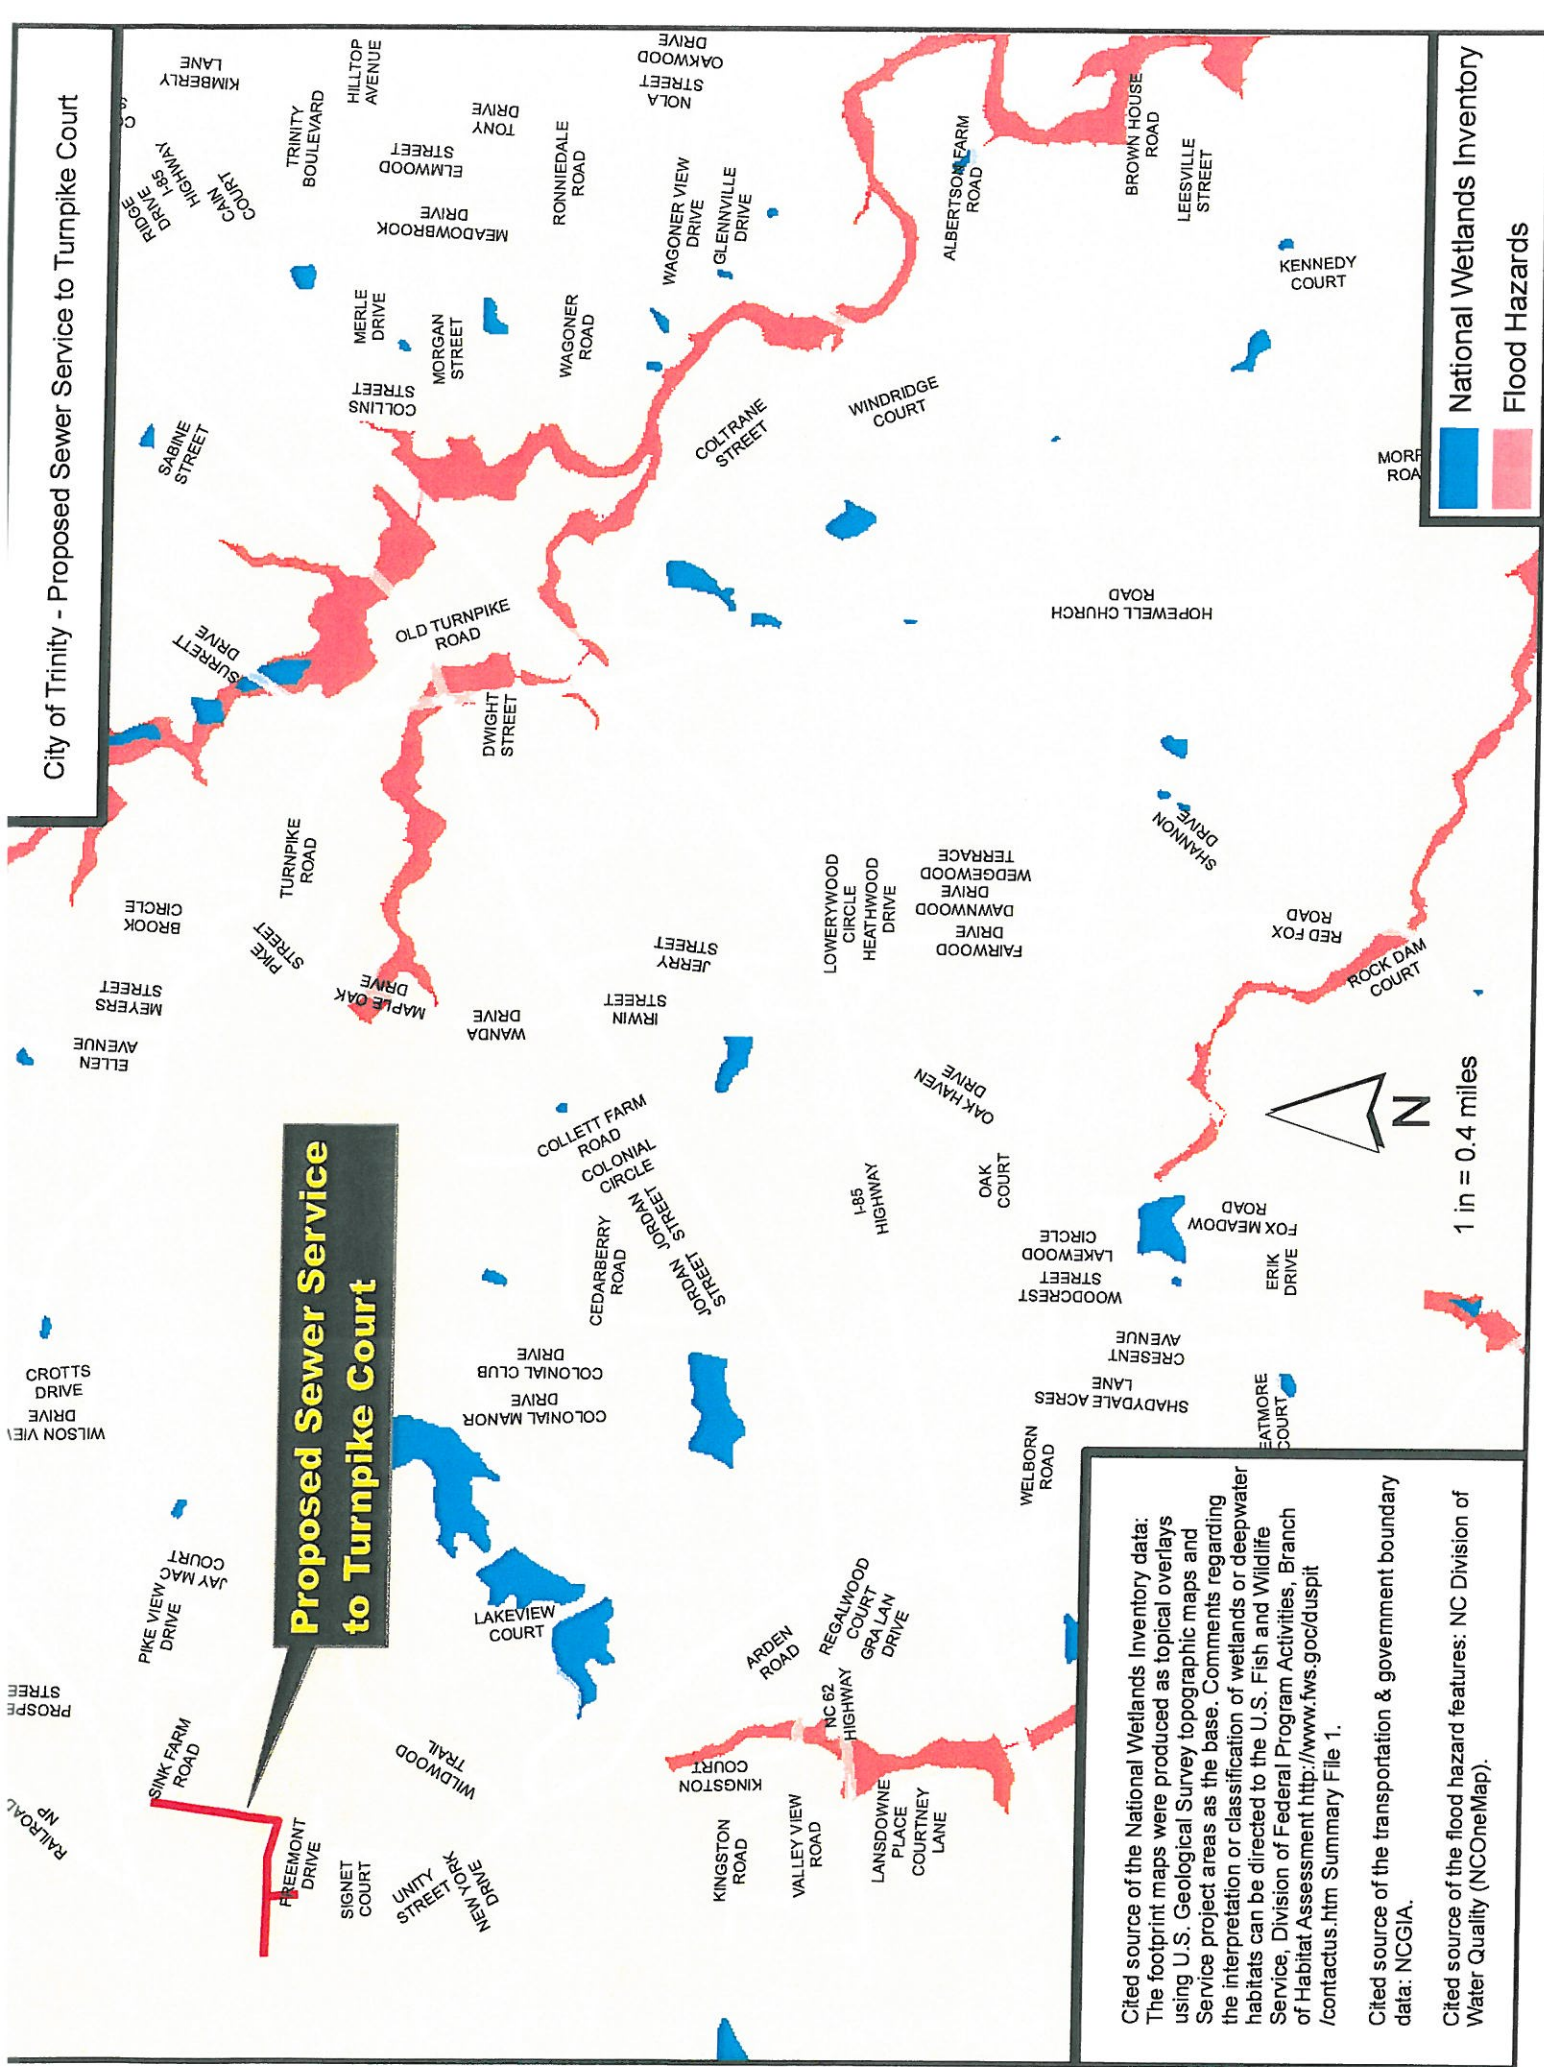 City of Trinity - Proposed Sewer Service to Turnpike Court
KIMBERLY
LANE
HILLTOP
AVENUE
OAKWOOD
DRIVE
NOLA
STREET
TONY
DRIVE
TRINITY
BOULEVARD
ELMWOOD
STREET
RONNIEDALE
ROAD
RIDGE
DRIVE
I-85
HIGHWAY
CAIN
COURT
MEADOWBROOK
DRIVE
WAGONER VIEW
DRIVE
GLENNVILLE
DRIVE
ALBERTSON FARM
ROAD
BROWN HOUSE
ROAD
LEESVILLE
STREET
KENNEDY
COURT
MERLE
DRIVE
MORGAN
STREET
WAGONER
ROAD
COLLINS
STREET
SABINE
STREET
COLTRANE
STREET
WINDRIDGE
COURT
MORF
ROA
SURRETT
DRIVE
OLD TURNPIKE
ROAD
HOPEWELL CHURCH
ROAD
DWIGHT
STREET
TURNPIKE
ROAD
BROOK
CIRCLE
PIKE
STREET
MEYERS
STREET
ELLEN
AVENUE
MAPLE OAK
DRIVE
WANDA
DRIVE
JERRY
STREET
IRWIN
STREET
LOWERYWOOD
CIRCLE
HEATHWOOD
DRIVE
WEDGEWOOD
TERRACE
DAWNWOOD
DRIVE
FAIRWOOD
DRIVE
SHANNON
DRIVE
RED FOX
ROAD
ROCK DAM
COURT
OAK HAVEN
DRIVE
OAK
COURT
I-85
HIGHWAY
COLLETT FARM
ROAD
COLONIAL
CIRCLE
JORDAN
STREET
JORDAN
STREET
CEDARBERRY
ROAD
COLONIAL CLUB
DRIVE
COLONIAL MANOR
DRIVE
LAKEWOOD
CIRCLE
WOODCREST
STREET
FOX MEADOW
ROAD
ERIK
DRIVE
CRESENT
AVENUE
SHADYDALE ACRES
LANE
EATMORE
COURT
WELBORN
ROAD
CROTTS
DRIVE
WILSON VIEW
DRIVE
Proposed Sewer Service
to Turnpike Court
JAY MAC
COURT
PIKE VIEW
DRIVE
LAKEVIEW
COURT
PROSPE
STREE
SINK FARM
ROAD
RAILROAD
NP
WILDWOOD
TRAIL
FREEMONT
DRIVE
SIGNET
COURT
UNITY
STREET
NEW YORK
DRIVE
ARDEN
ROAD
REGALWOOD
COURT
GRA LAN
DRIVE
NC 62
HIGHWAY
KINGSTON
COURT
KINGSTON
ROAD
VALLEY VIEW
ROAD
LANSDOWNE
PLACE
COURTNEY
LANE
National Wetlands Inventory
Flood Hazards
N
1 in = 0.4 miles
Cited source of the National Wetlands Inventory data:
The footprint maps were produced as topical overlays
using U.S. Geological Survey topographic maps and
Service project areas as the base. Comments regarding
the interpretation or classification of wetlands or deepwater
habitats can be directed to the U.S. Fish and Wildlife
Service, Division of Federal Program Activities, Branch
of Habitat Assessment http://www.fws.goc/duspit
/contactus.htm Summary File 1.
Cited source of the transportation & government boundary
data: NCGIA.
Cited source of the flood hazard features: NC Division of
Water Quality (NCOneMap).